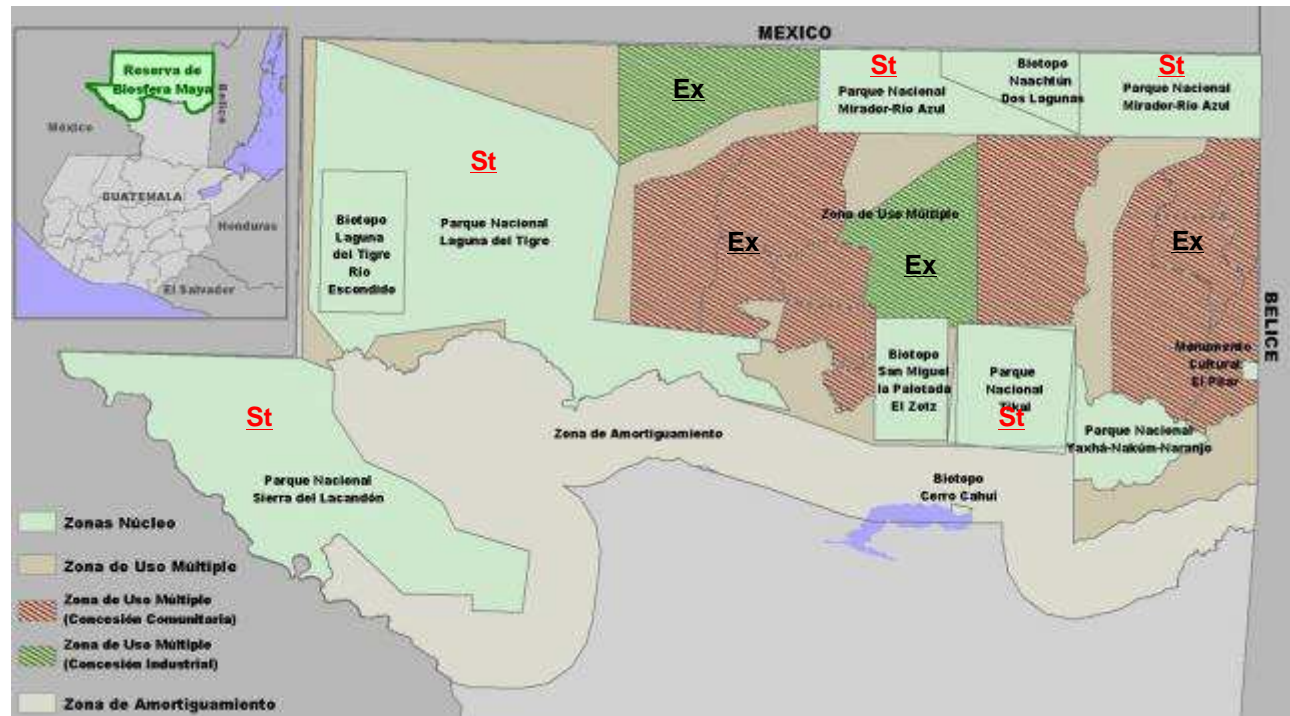 MEXICO
Reserva de
Biosfera Maya
Belice
México
GUATEMALA
Honduras
El Salvador
Ex
St
Parque Nacional
Mirador-Río Azul
Biotopo
Naachtún
Dos Lagunas
St
Parque Nacional
Mirador-Río Azul
St
Biotopo
Laguna
del Tigre
Río
Escondido
Parque Nacional
Laguna del Tigre
Zona de Uso Múltiple
Ex
Ex
Ex
BELICE
Monumento
Cultural
El Pilar
Biotopo
San Miguel
la Palotada
El Zotz
Parque
Nacional
Tikal
St
St
Parque Nacional
Yaxhá-Nakúm-Naranjo
Zona de Amortiguamiento
Parque Nacional
Sierra del Lacandón
Biotopo
Cerro Cahuí
Zonas Núcleo
Zona de Uso Múltiple
Zona de Uso Múltiple
(Concesión Comunitaria)
Zona de Uso Múltiple
(Concesión Industrial)
Zona de Amortiguamiento